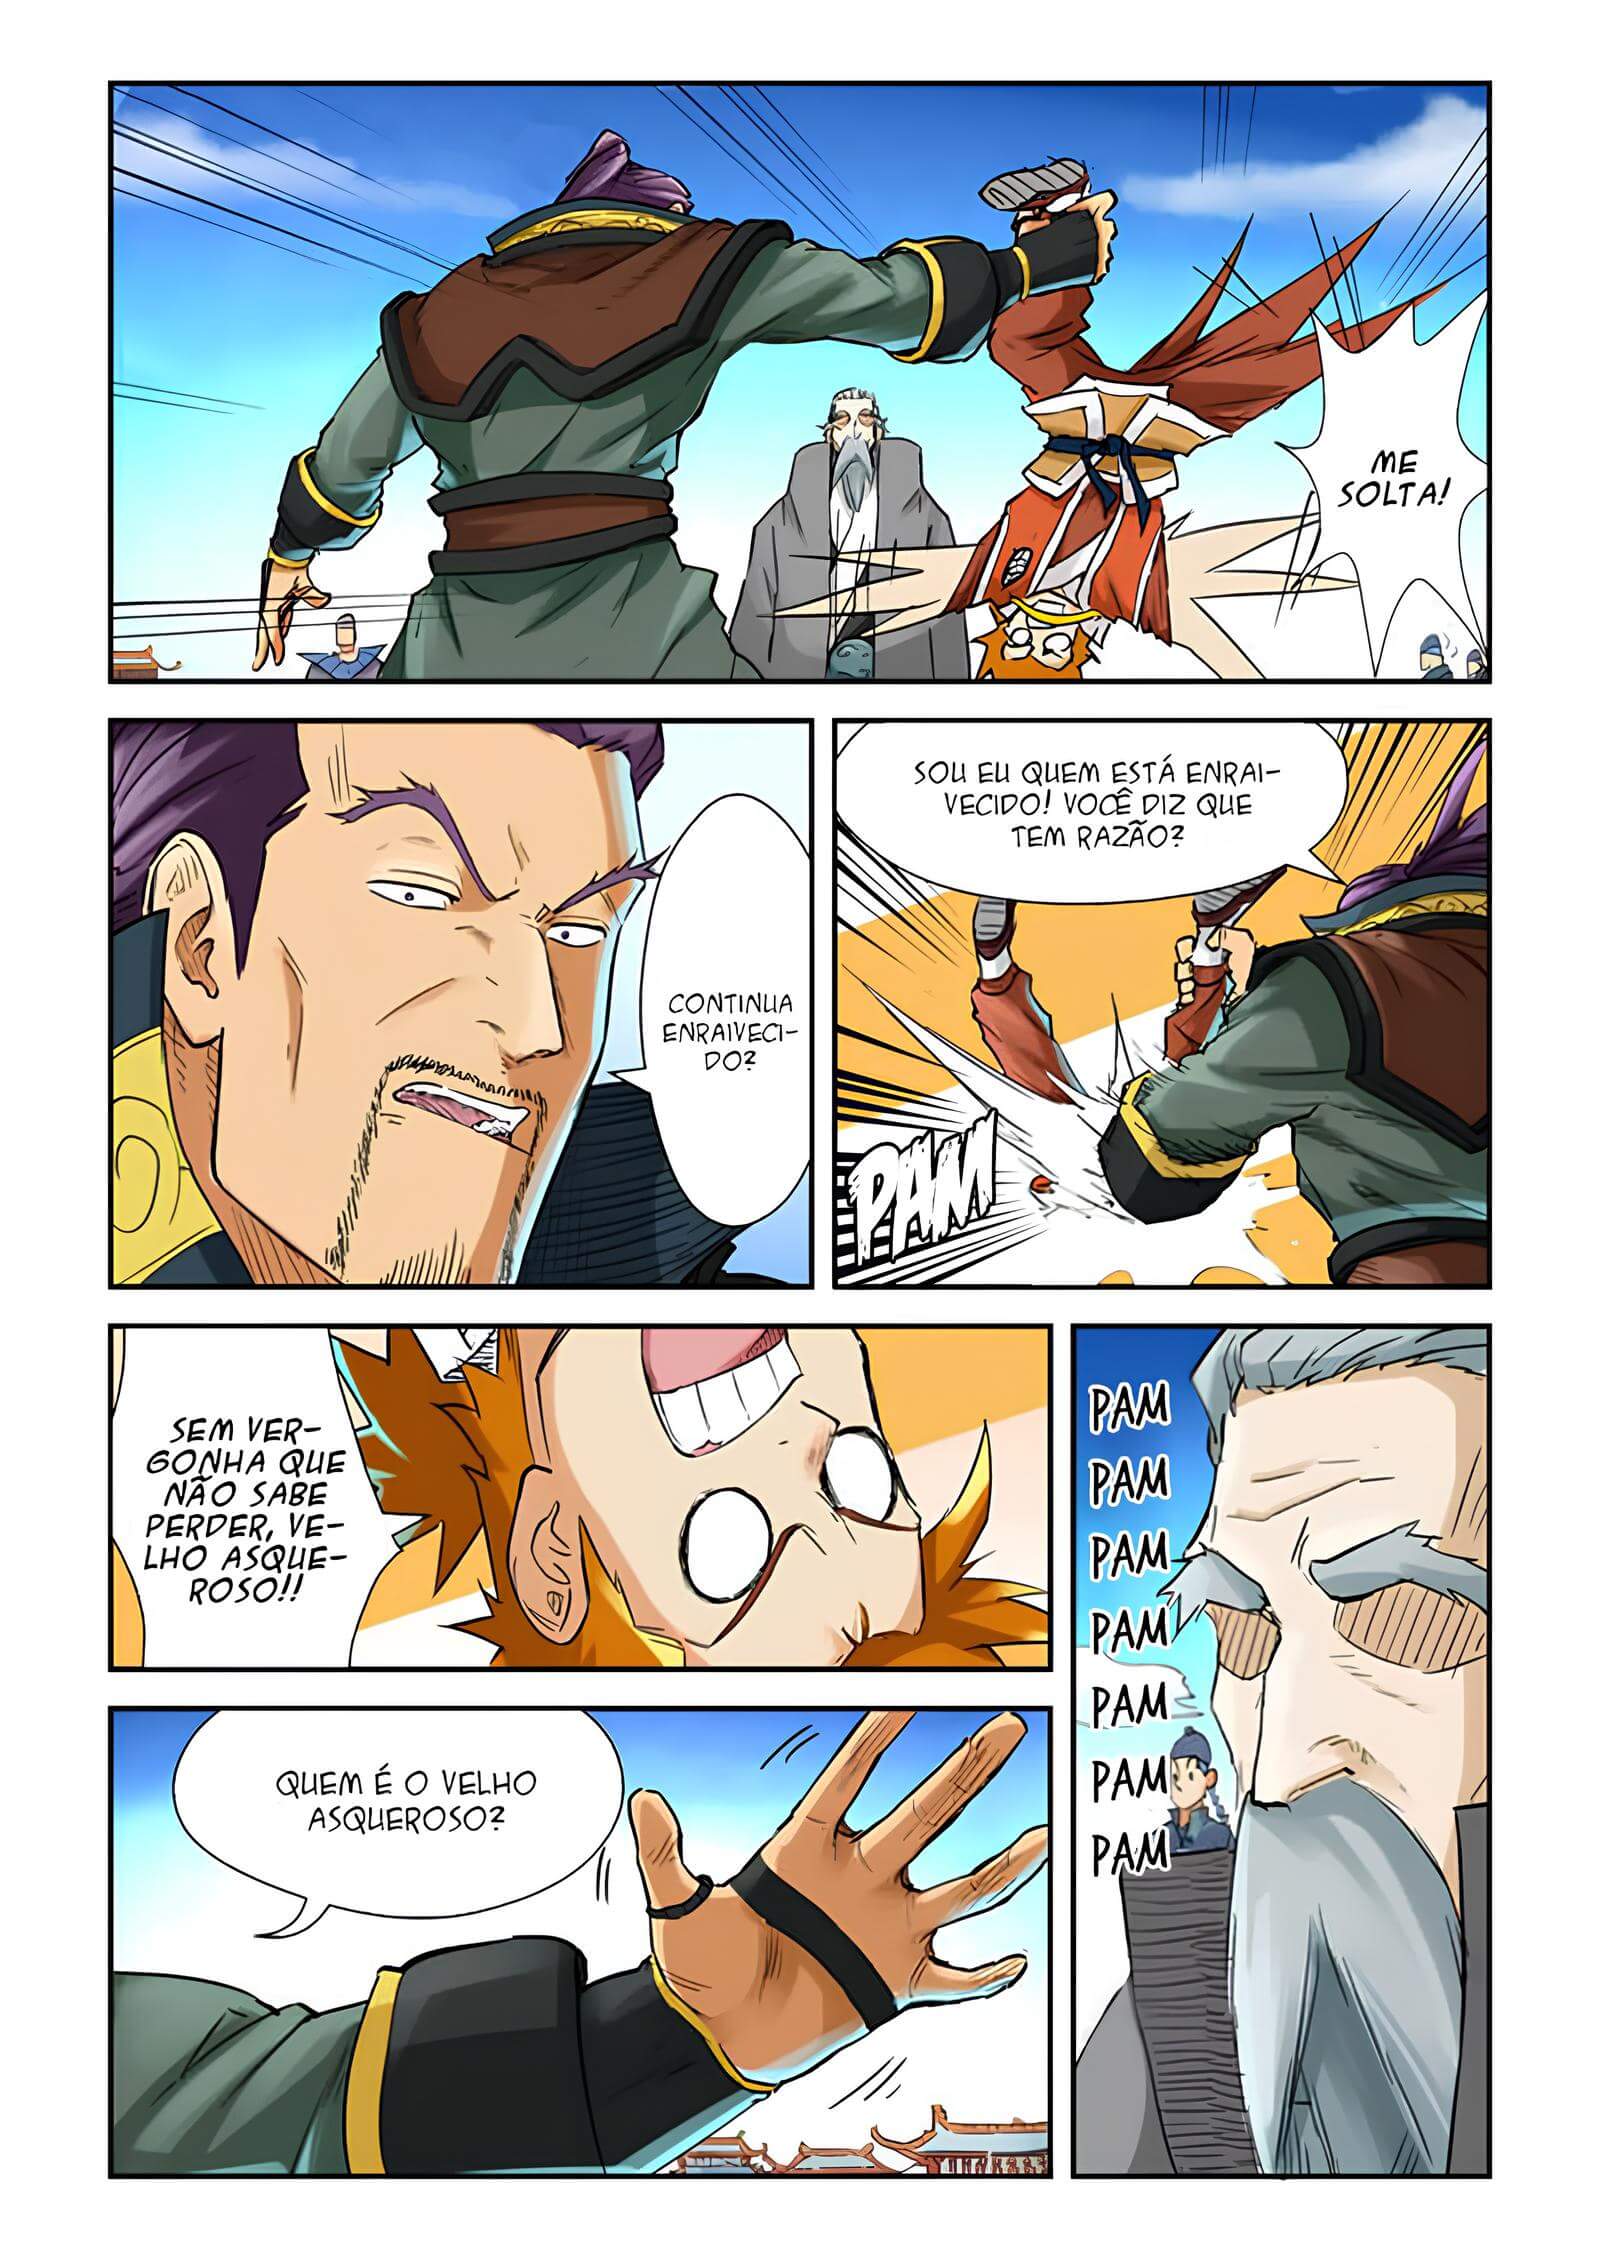 ME
SOLTA!
CONTINUA
ENRAIVECI-
DO?
SOU EU QUEM ESTÁ ENRAI-
VECIDO! VOCÊ DIZ QUE
TEM RAZÃO?
PAM
SEM VER-
GONHA QUE
NÃO SABE
PERDER, VE-
LHO ASQUE-
ROSO!!
PAM
PAM
PAM
PAM
PAM
PAM
PAM
QUEM É O VELHO
ASQUEROSO?